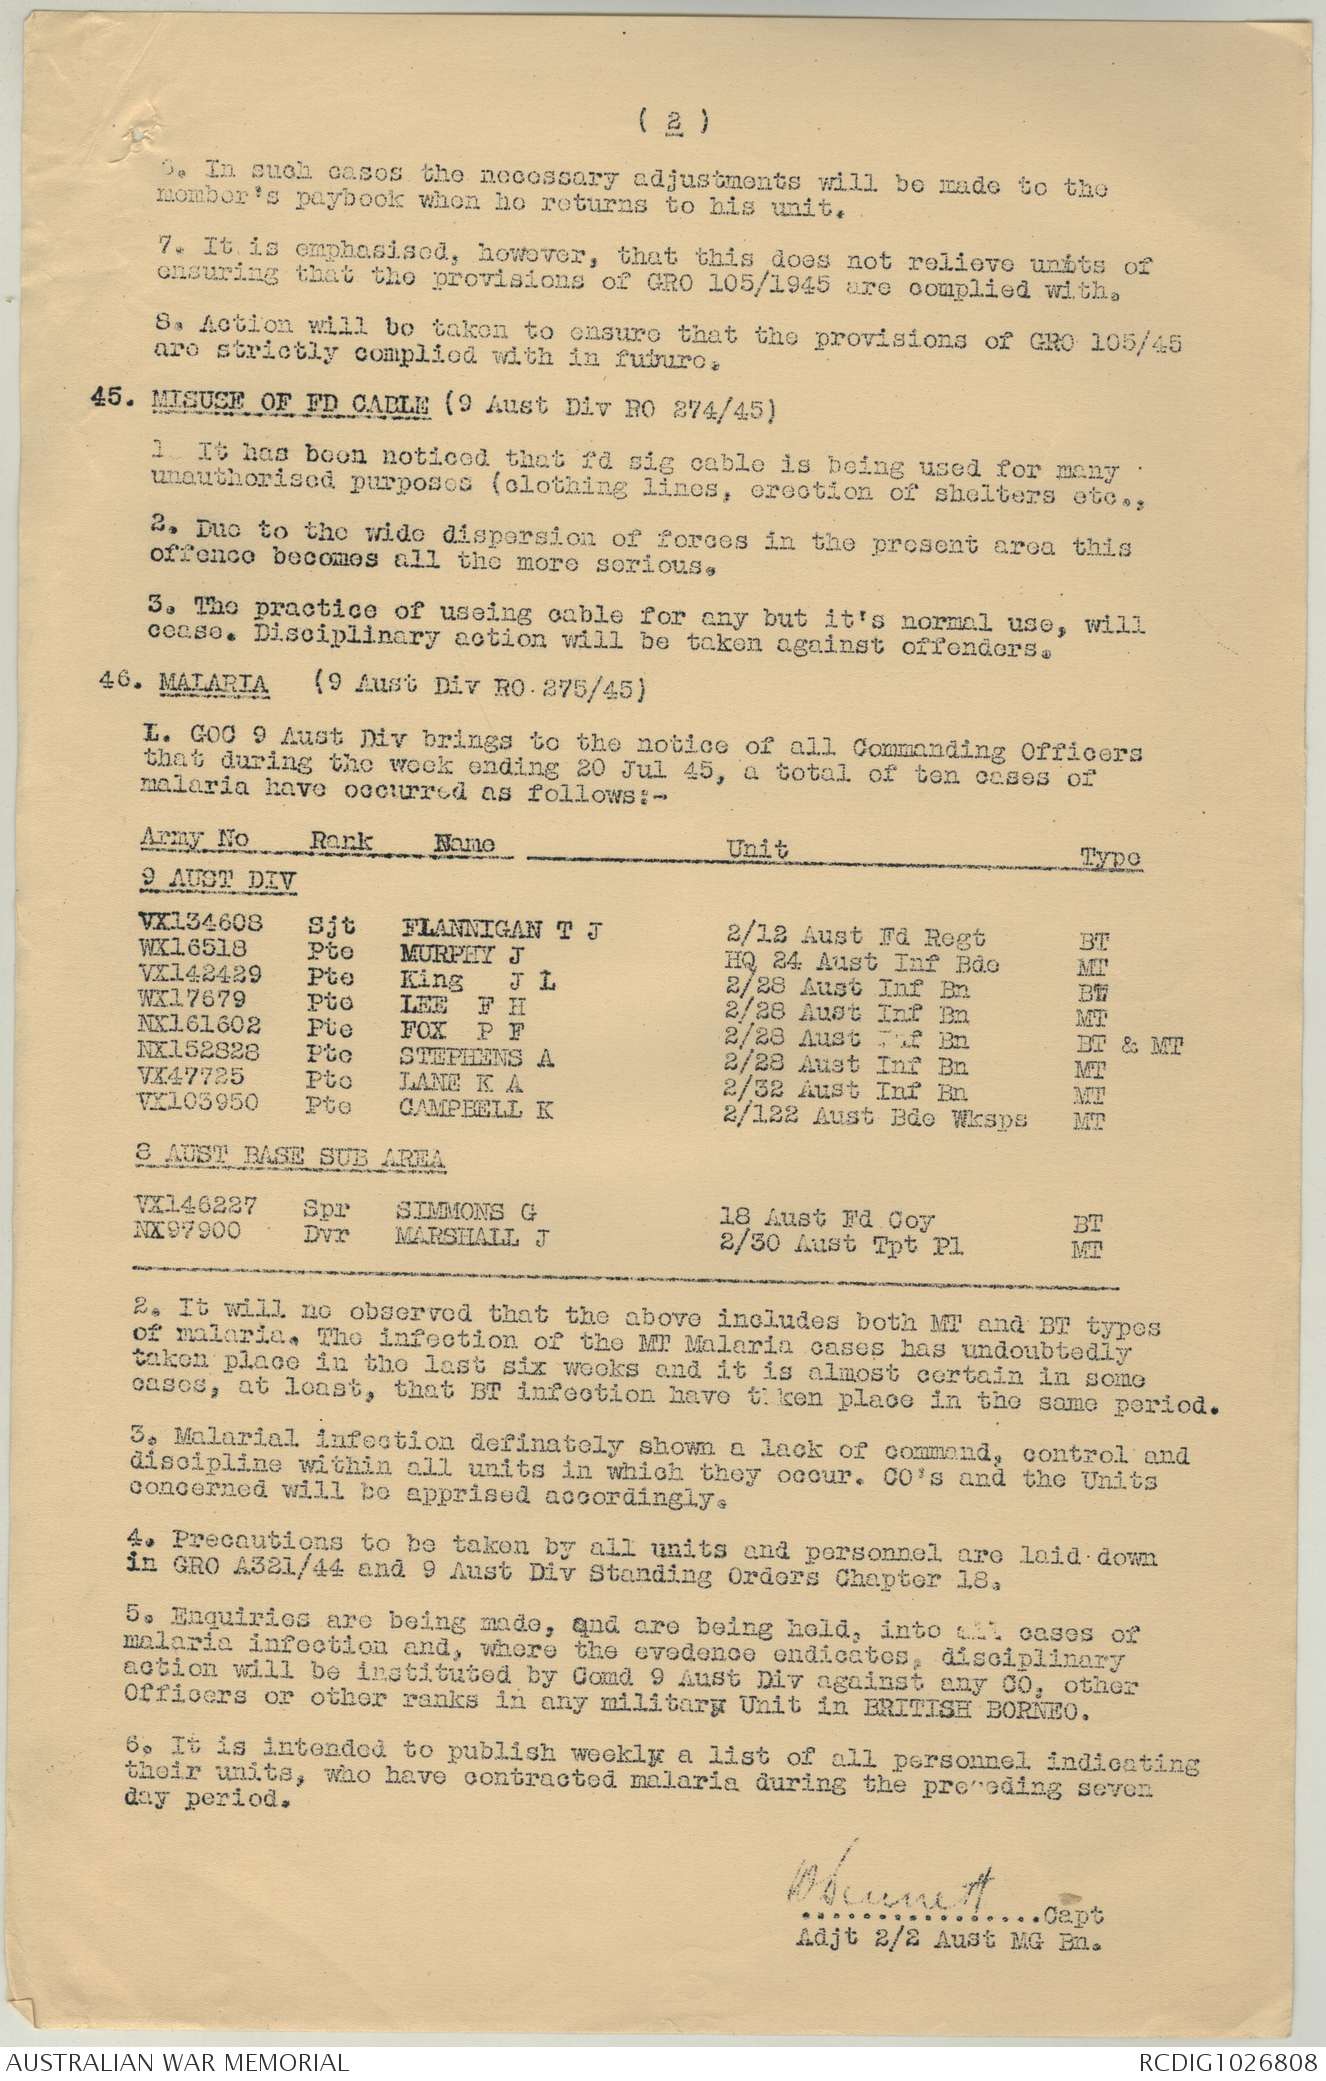 ( 2 )
6. In such cases the necessary adjustments will be made to the
member's paybook when he returns to his unit.
7. It is emphasised, however, that this does not relieve units of
ensuring that the provisions of GRO 105/1945 are complied with.
8. Action will be taken to ensure that the provisions of GRO 105/45
are strictly complied with in future.
45. MISUSE OF FD CABLE (9 Aust Div RO 274/45)
1. It has been noticed that fd sig cable is being used for many
unauthorised purposes (clothing lines, erection of shelters etc.,
2. Due to the wide dispersion of forces in the present area this
offence becomes all the more serious.
3. The practice of useing cable for any but it's normal use, will
cease. Disciplinary action will be taken against offenders.
46. MALARIA (9 Aust Div RO 275/45)
1. GOC 9 Aust Div brings to the notice of all Commanding Officers
that during the week ending 20 Jul 45, a total of ten cases of
malaria have occurred as follows:-
Army No Rank Name Unit Type
9 AUST DIV
VX134608 Sjt FLANNIGAN T J 2/12 Aust Fd Regt BT
WX16518 Pte MURPHY J HQ 24 Aust Inf Bde MT
VX142429 Pte King J L 2/28 Aust Inf Bn BT
WX17679 Pte LEE F H 2/28 Aust Inf Bn MT
NX161602 Pte FOX P F 2/28 Aust Inf Bn BT & MT
NX152828 Pte STEPHENS A 2/28 Aust Inf Bn MT
VX47725 Pte LANE K A 2/32 Aust Inf Bn MT
VX103950 Pte CAMPBELL K 2/122 Aust Bde Wksps MT
8 AUST BASE SUB AREA
VX146227 Spr SIMMONS G 18 Aust Fd Coy BT
NX97900 Dvr MARSHALL J 2/30 Aust Tpt Pl MT
2. It will ne observed that the above includes both MT and BT types
of malaria. The infection of the MT Malaria cases has undoubtedly
taken place in the last six weeks and it is almost certain in some
cases, at least, that BT infection have taken place in the same period.
3. Malarial infection definately shown a lack of command, control and
discipline within all units in which they occur. CO's and the Units
concerned will be apprised accordingly.
4. Precautions to be taken by all units and personnel are laid down
in GRO A321/44 and 9 Aust Div Standing Orders Chapter 18.
5. Enquiries are being made, and are being held, into all cases of
malaria infection and, where the evedence endicates, disciplinary
action will be instituted by Comd 9 Aust Div against any CO, other
Officers or other ranks in any military Unit in BRITISH BORNEO.
6. It is intended to publish weekly a list of all personnel indicating
their units, who have contracted malaria during the preceding seven
day period.
Bennett
................Capt
Adjt 2/2 Aust MG Bn.
AUSTRALIAN WAR MEMORIAL RCDIG1026808